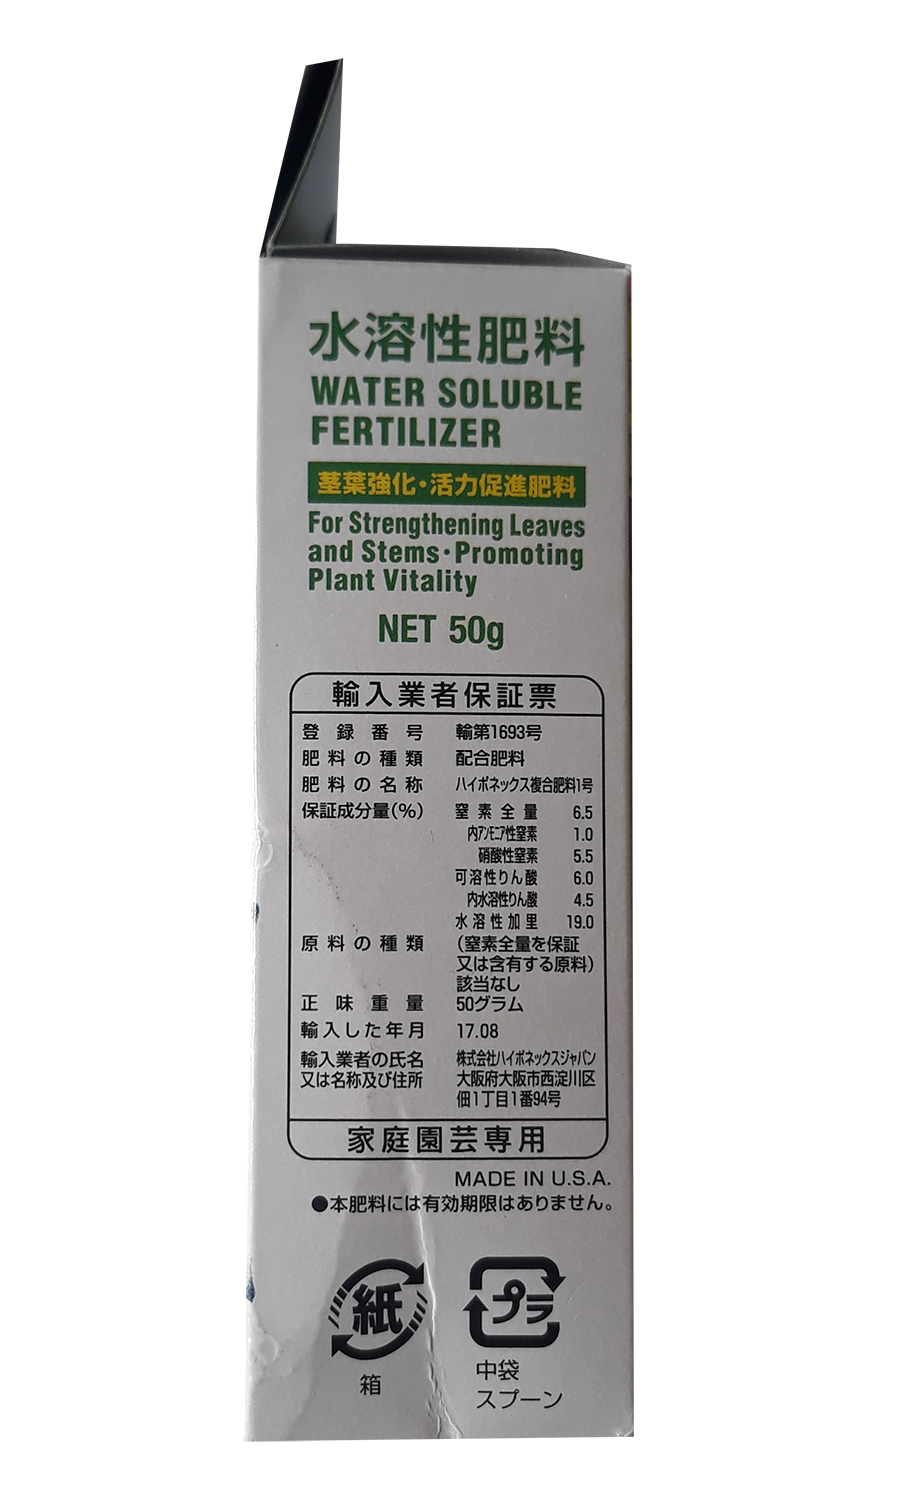 水溶性肥料
WATER SOLUBLE
FERTILIZER
茎葉強化・活力促進肥料
For Strengthening Leaves
and Stems・Promoting
Plant Vitality
NET 50g
輸入業者保証票
登録番号 輸第1693号
肥料の種類 配合肥料
肥料の名称 ハイポネックス複合肥料1号
保証成分量(%) 窒素全量 6.5
内アンモニア性窒素 1.0
硝酸性窒素 5.5
可溶性りん酸 6.0
内水溶性りん酸 4.5
水溶性加里 19.0
原料の種類 (窒素全量を保証
又は含有する原料)
該当なし
正味重量 50グラム
輸入した年月 17.08
輸入業者の氏名 株式会社ハイポネックスジャパン
又は名称及び住所 大阪府大阪市西淀川区
佃1丁目1番94号
家庭園芸専用
MADE IN U.S.A.
●本肥料には有効期限はありません。
紙 プラ
箱 中袋
スプーン